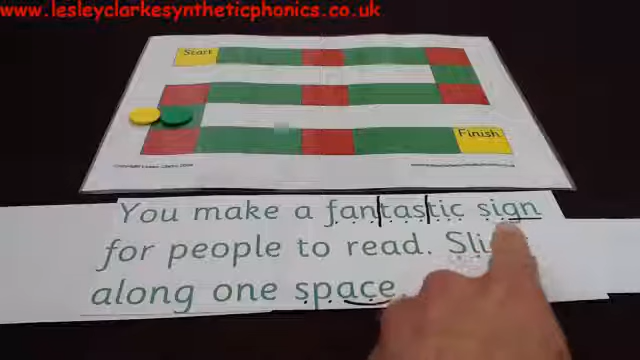 www.lesleyclarkesyntheticphonics.co.uk
Start
Finish
You make a fantastic sign
for people to read.
along one space.